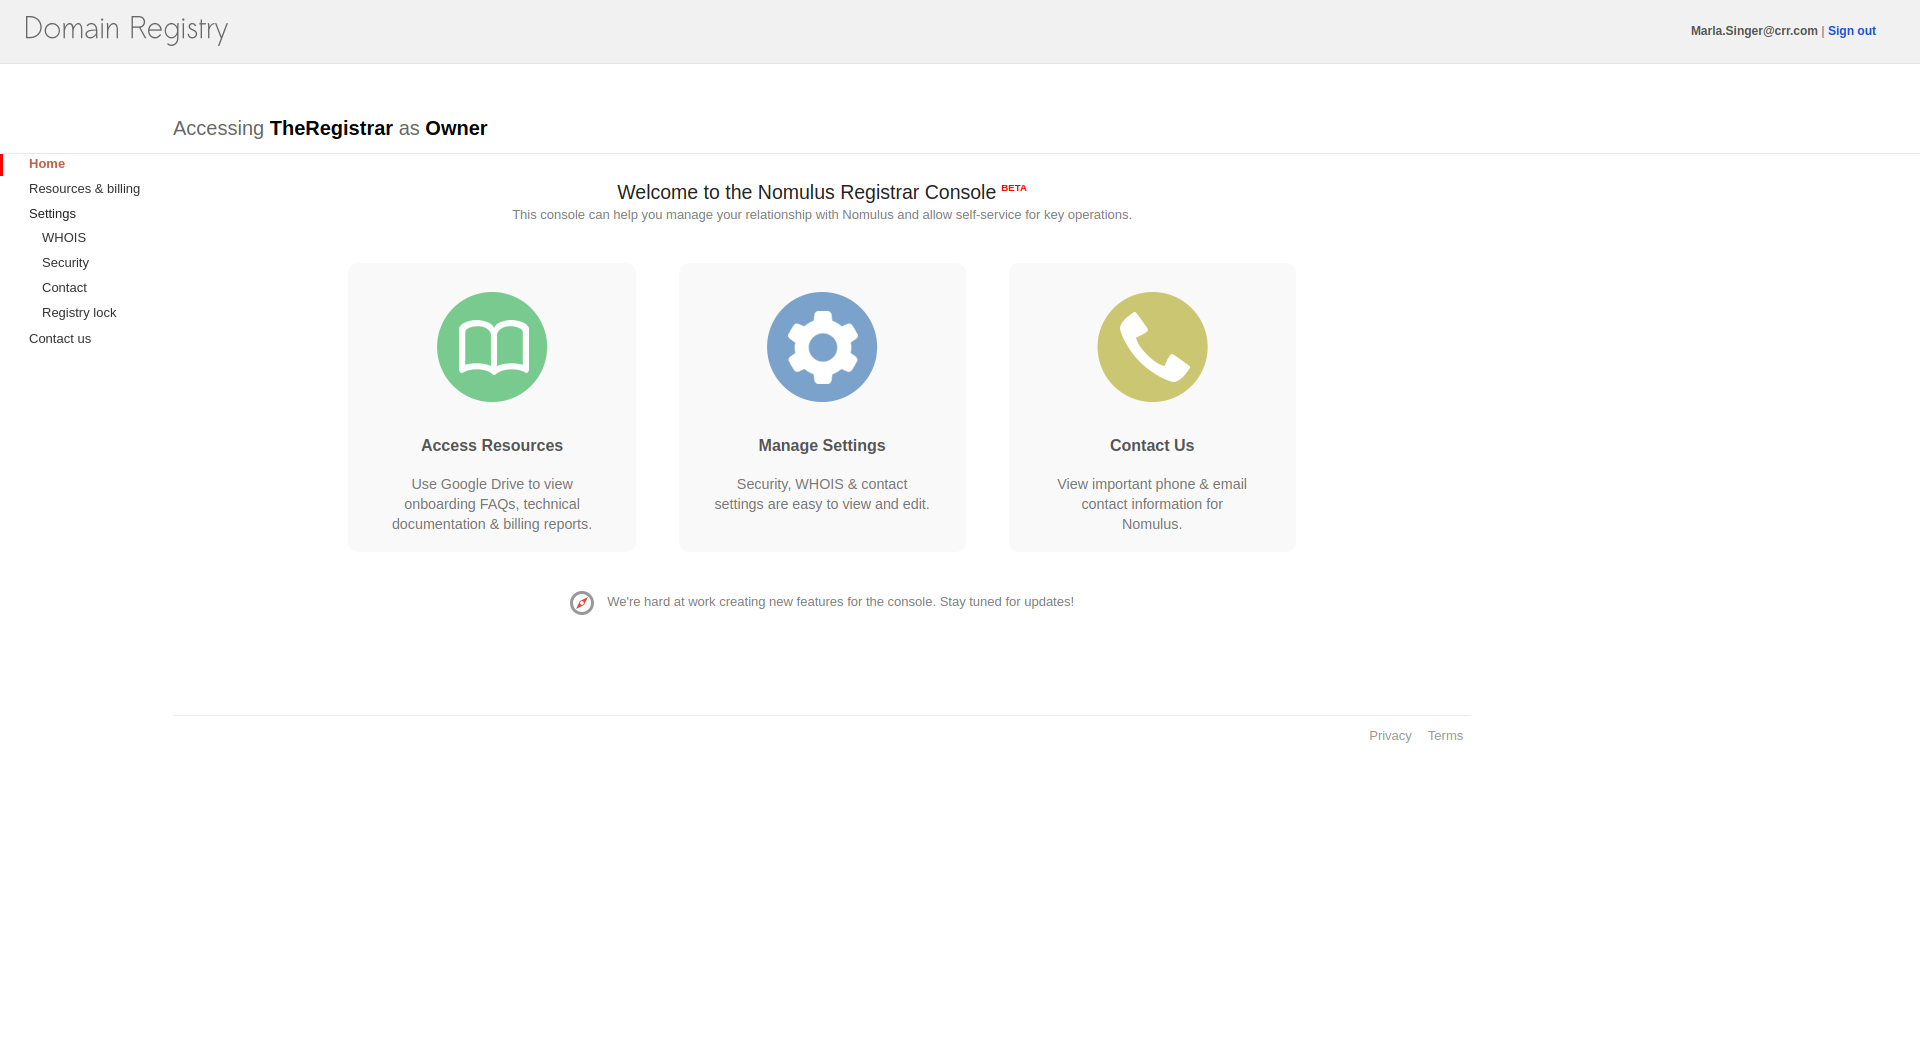 Domain Registry
Marla.Singer@crr.com | Sign out
Accessing TheRegistrar as Owner
Home
Resources & billing
Settings
WHOIS
Security
Contact
Registry lock
Contact us
Welcome to the Nomulus Registrar Console BETA
This console can help you manage your relationship with Nomulus and allow self-service for key operations.
Access Resources
Use Google Drive to view
onboarding FAQs, technical
documentation & billing reports.
Manage Settings
Security, WHOIS & contact
settings are easy to view and edit.
Contact Us
View important phone & email
contact information for
Nomulus.
We're hard at work creating new features for the console. Stay tuned for updates!
Privacy Terms